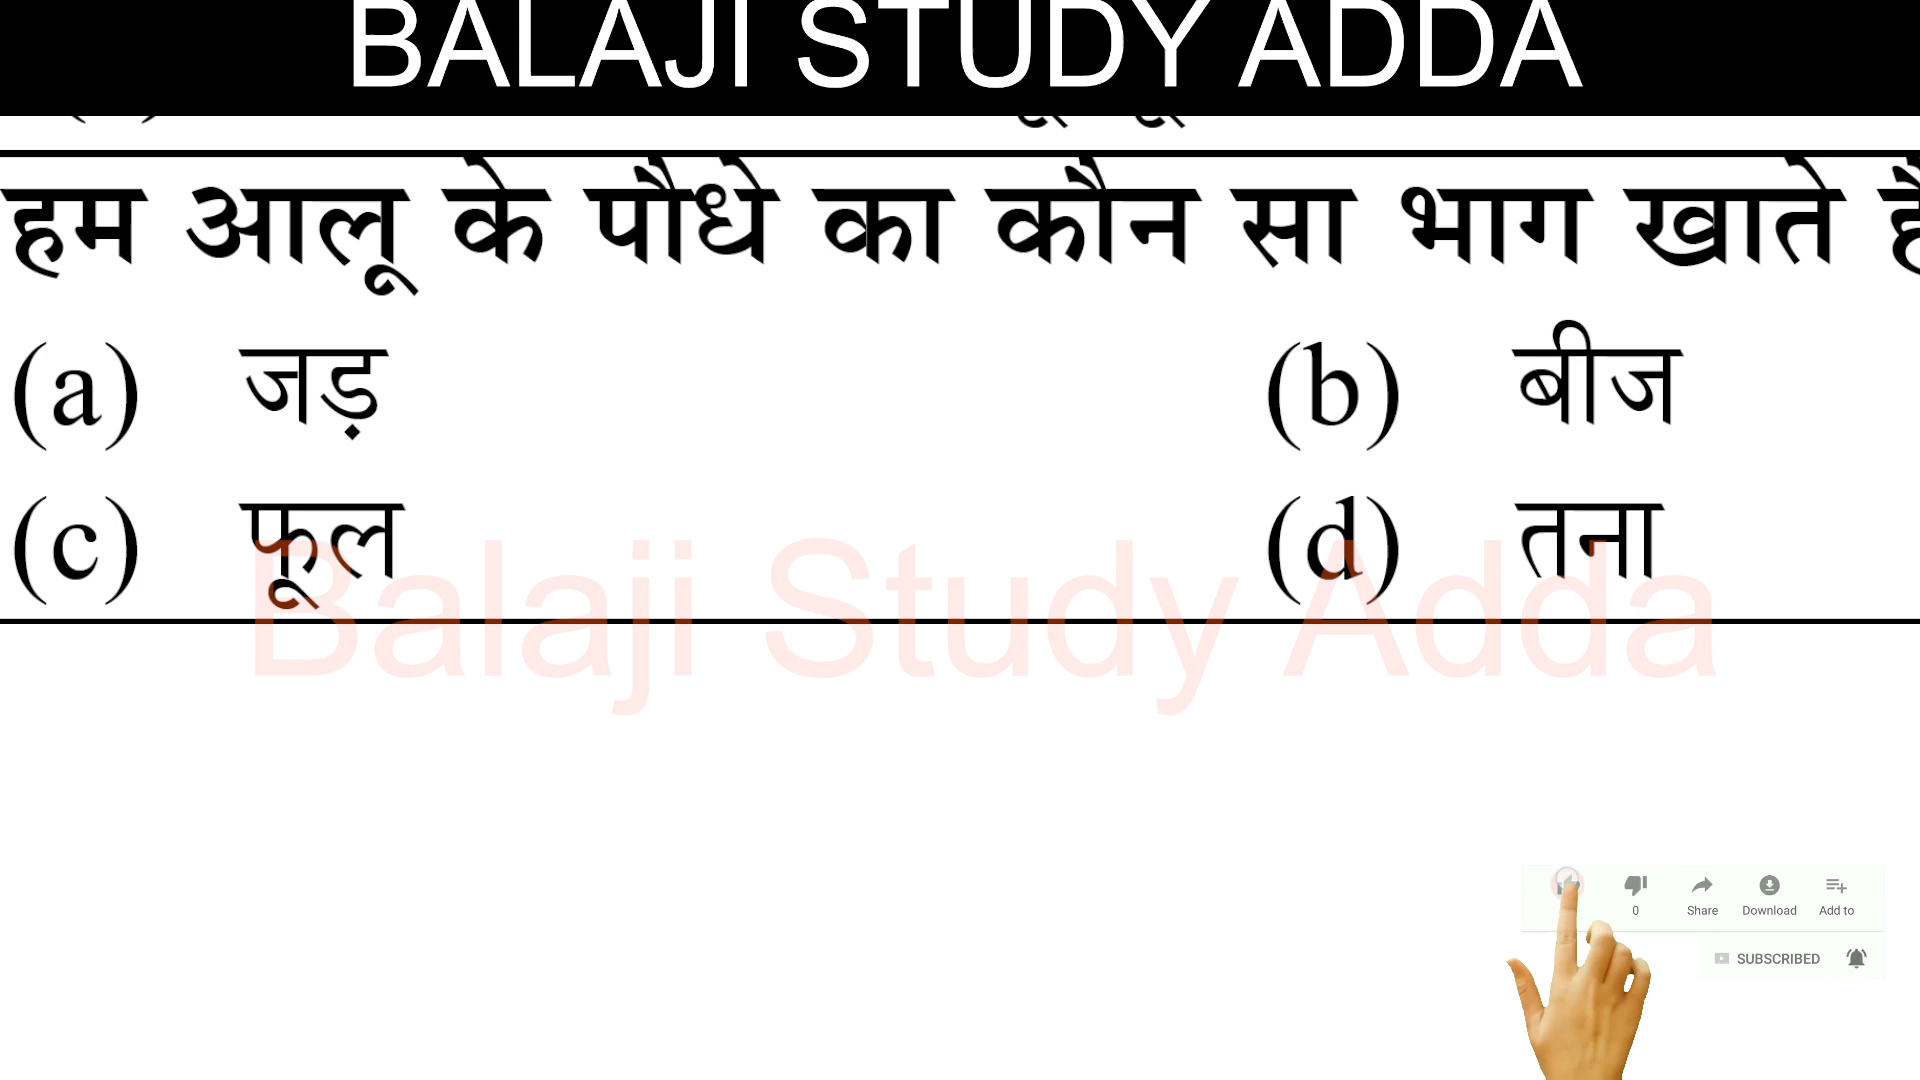 BALAJI STUDY ADDA
हम आलू के पौधे का कौन सा भाग खाते हैं
(a) जड़ (b) बीज
(c) फूल (d) तना
Balaji Study Adda
0 Share Download Add to
SUBSCRIBED